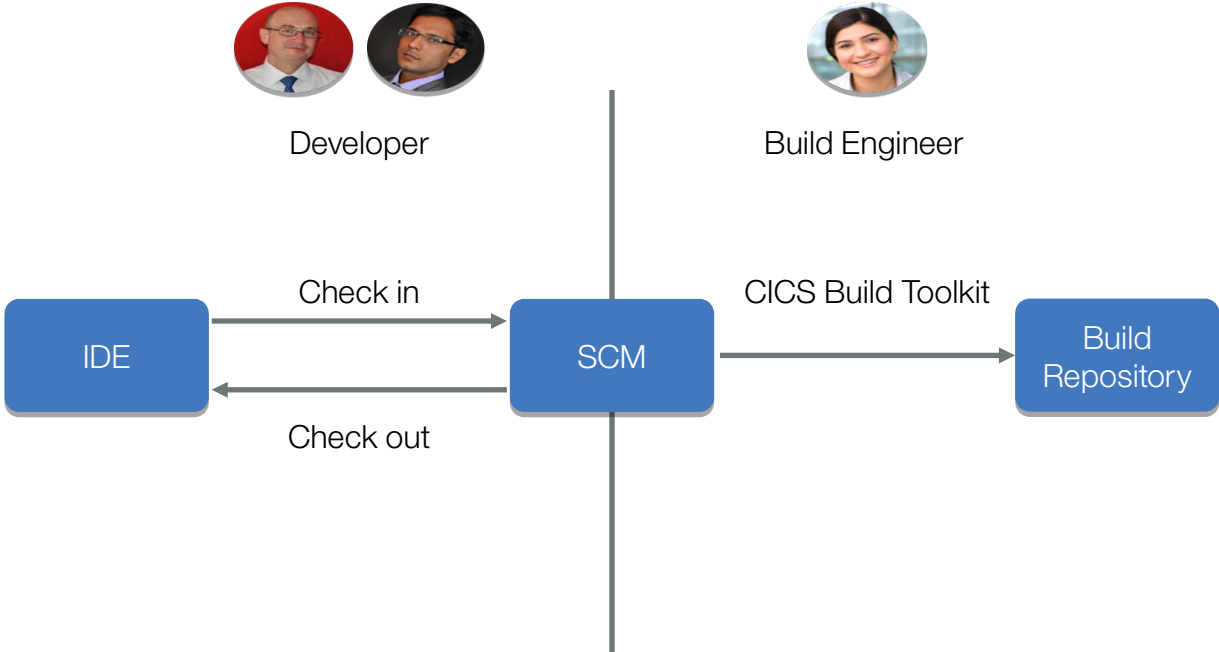 Developer
Build Engineer
Check in
CICS Build Toolkit
IDE
SCM
Build
Repository
Check out